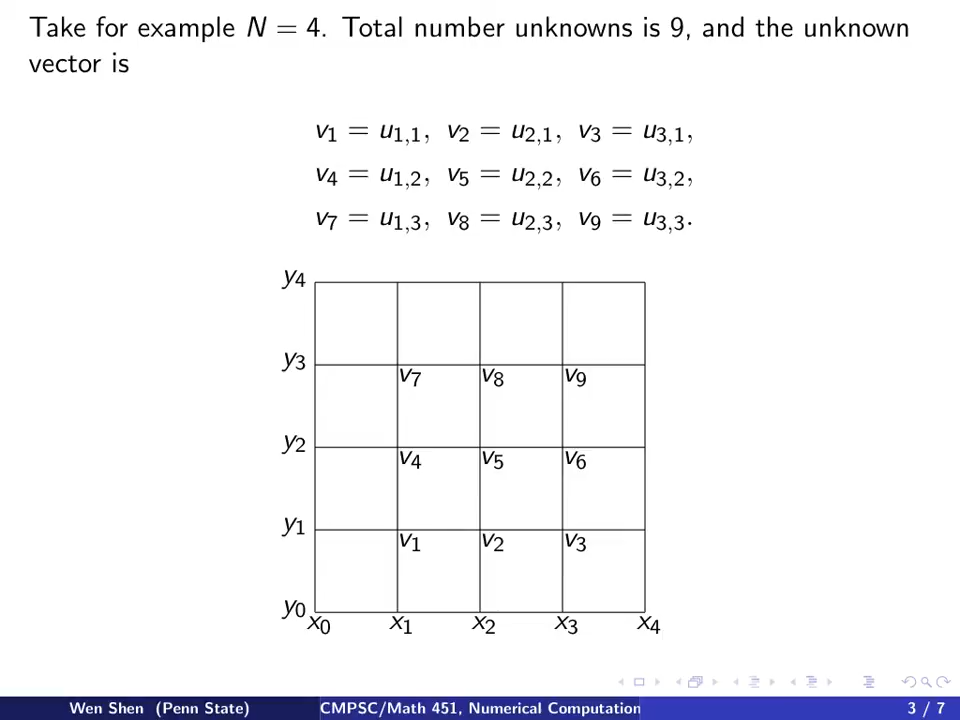 Take for example N = 4. Total number unknowns is 9, and the unknown
vector is
v₁ = u₁,₁, v₂ = u₂,₁, v₃ = u₃,₁,
v₄ = u₁,₂, v₅ = u₂,₂, v₆ = u₃,₂,
v₇ = u₁,₃, v₈ = u₂,₃, v₉ = u₃,₃.
y₄
y₃
v₇ v₈ v₉
y₂
v₄ v₅ v₆
y₁
v₁ v₂ v₃
y₀
x₀ x₁ x₂ x₃ x₄
Wen Shen (Penn State) CMPSC/Math 451, Numerical Computation 3 / 7